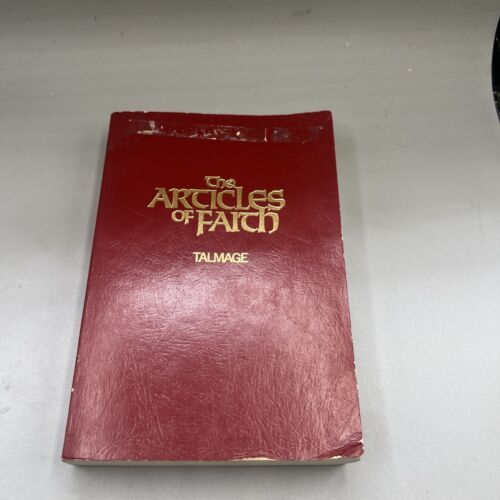 The
ARTICLES
OF FAITH
TALMAGE